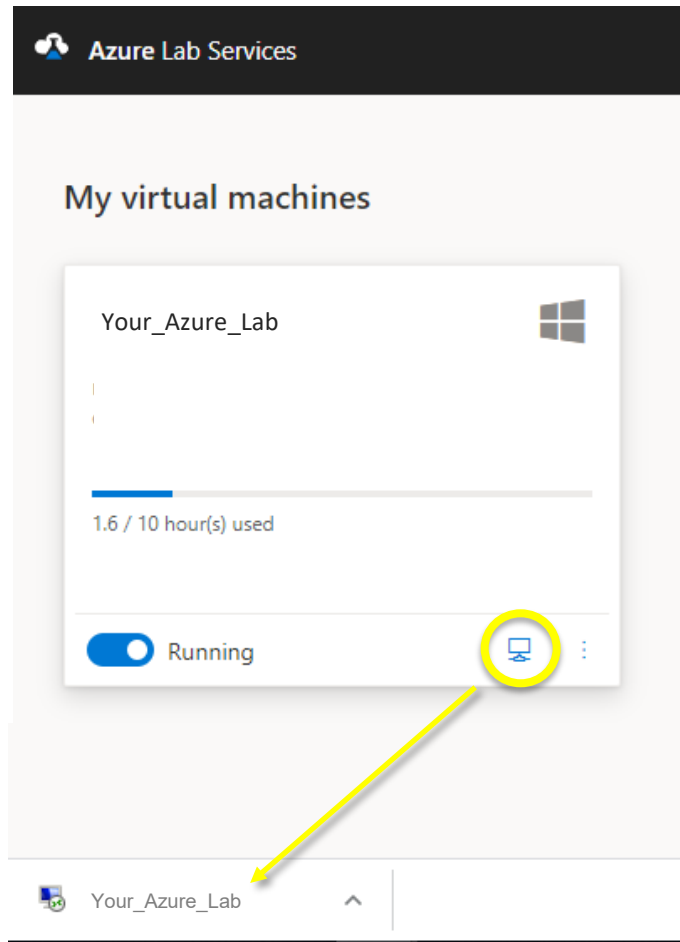 Azure Lab Services
My virtual machines
Your_Azure_Lab
1.6 / 10 hour(s) used
Running
Your_Azure_Lab